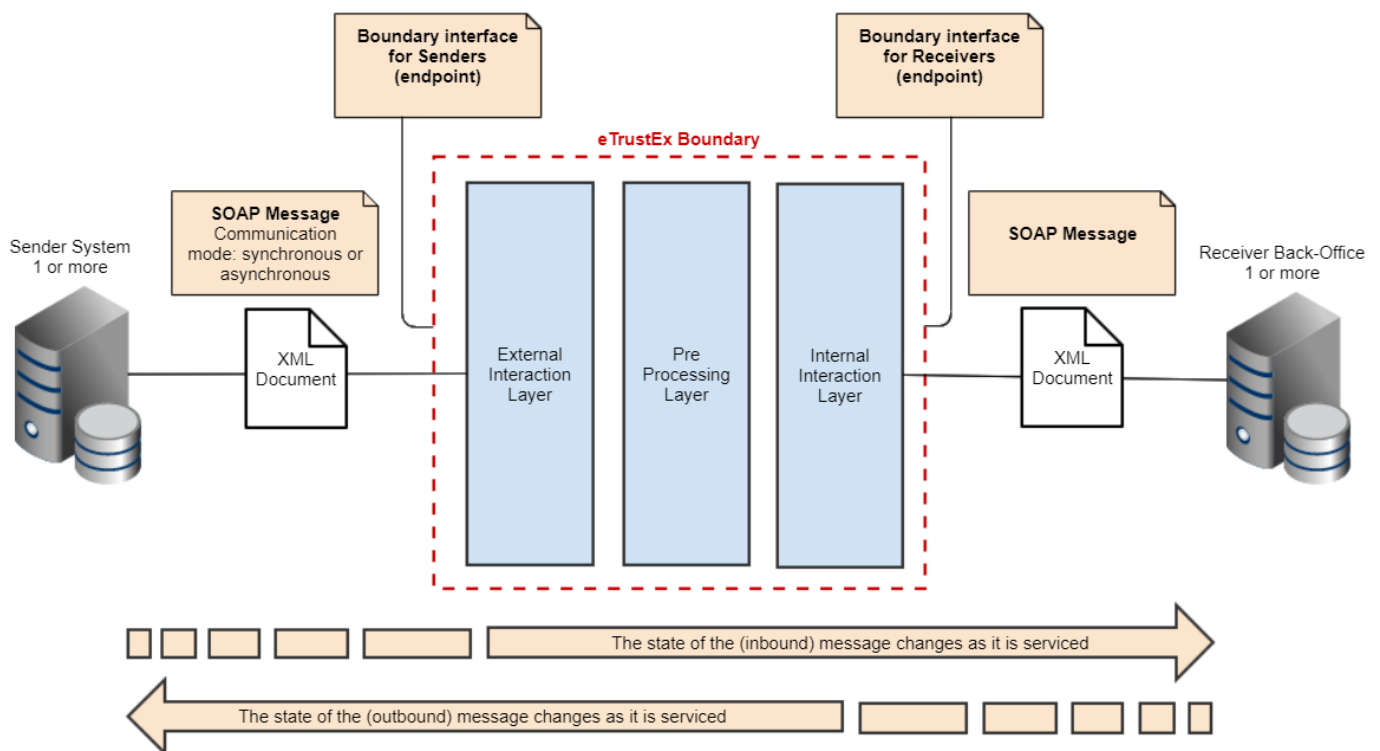 Boundary interface
for Senders
(endpoint)
Boundary interface
for Receivers
(endpoint)
eTrustEx Boundary
SOAP Message
Communication
mode: synchronous or
asynchronous
SOAP Message
Sender System
1 or more
Receiver Back-Office
1 or more
XML
Document
External
Interaction
Layer
Pre
Processing
Layer
Internal
Interaction
Layer
XML
Document
The state of the (inbound) message changes as it is serviced
The state of the (outbound) message changes as it is serviced